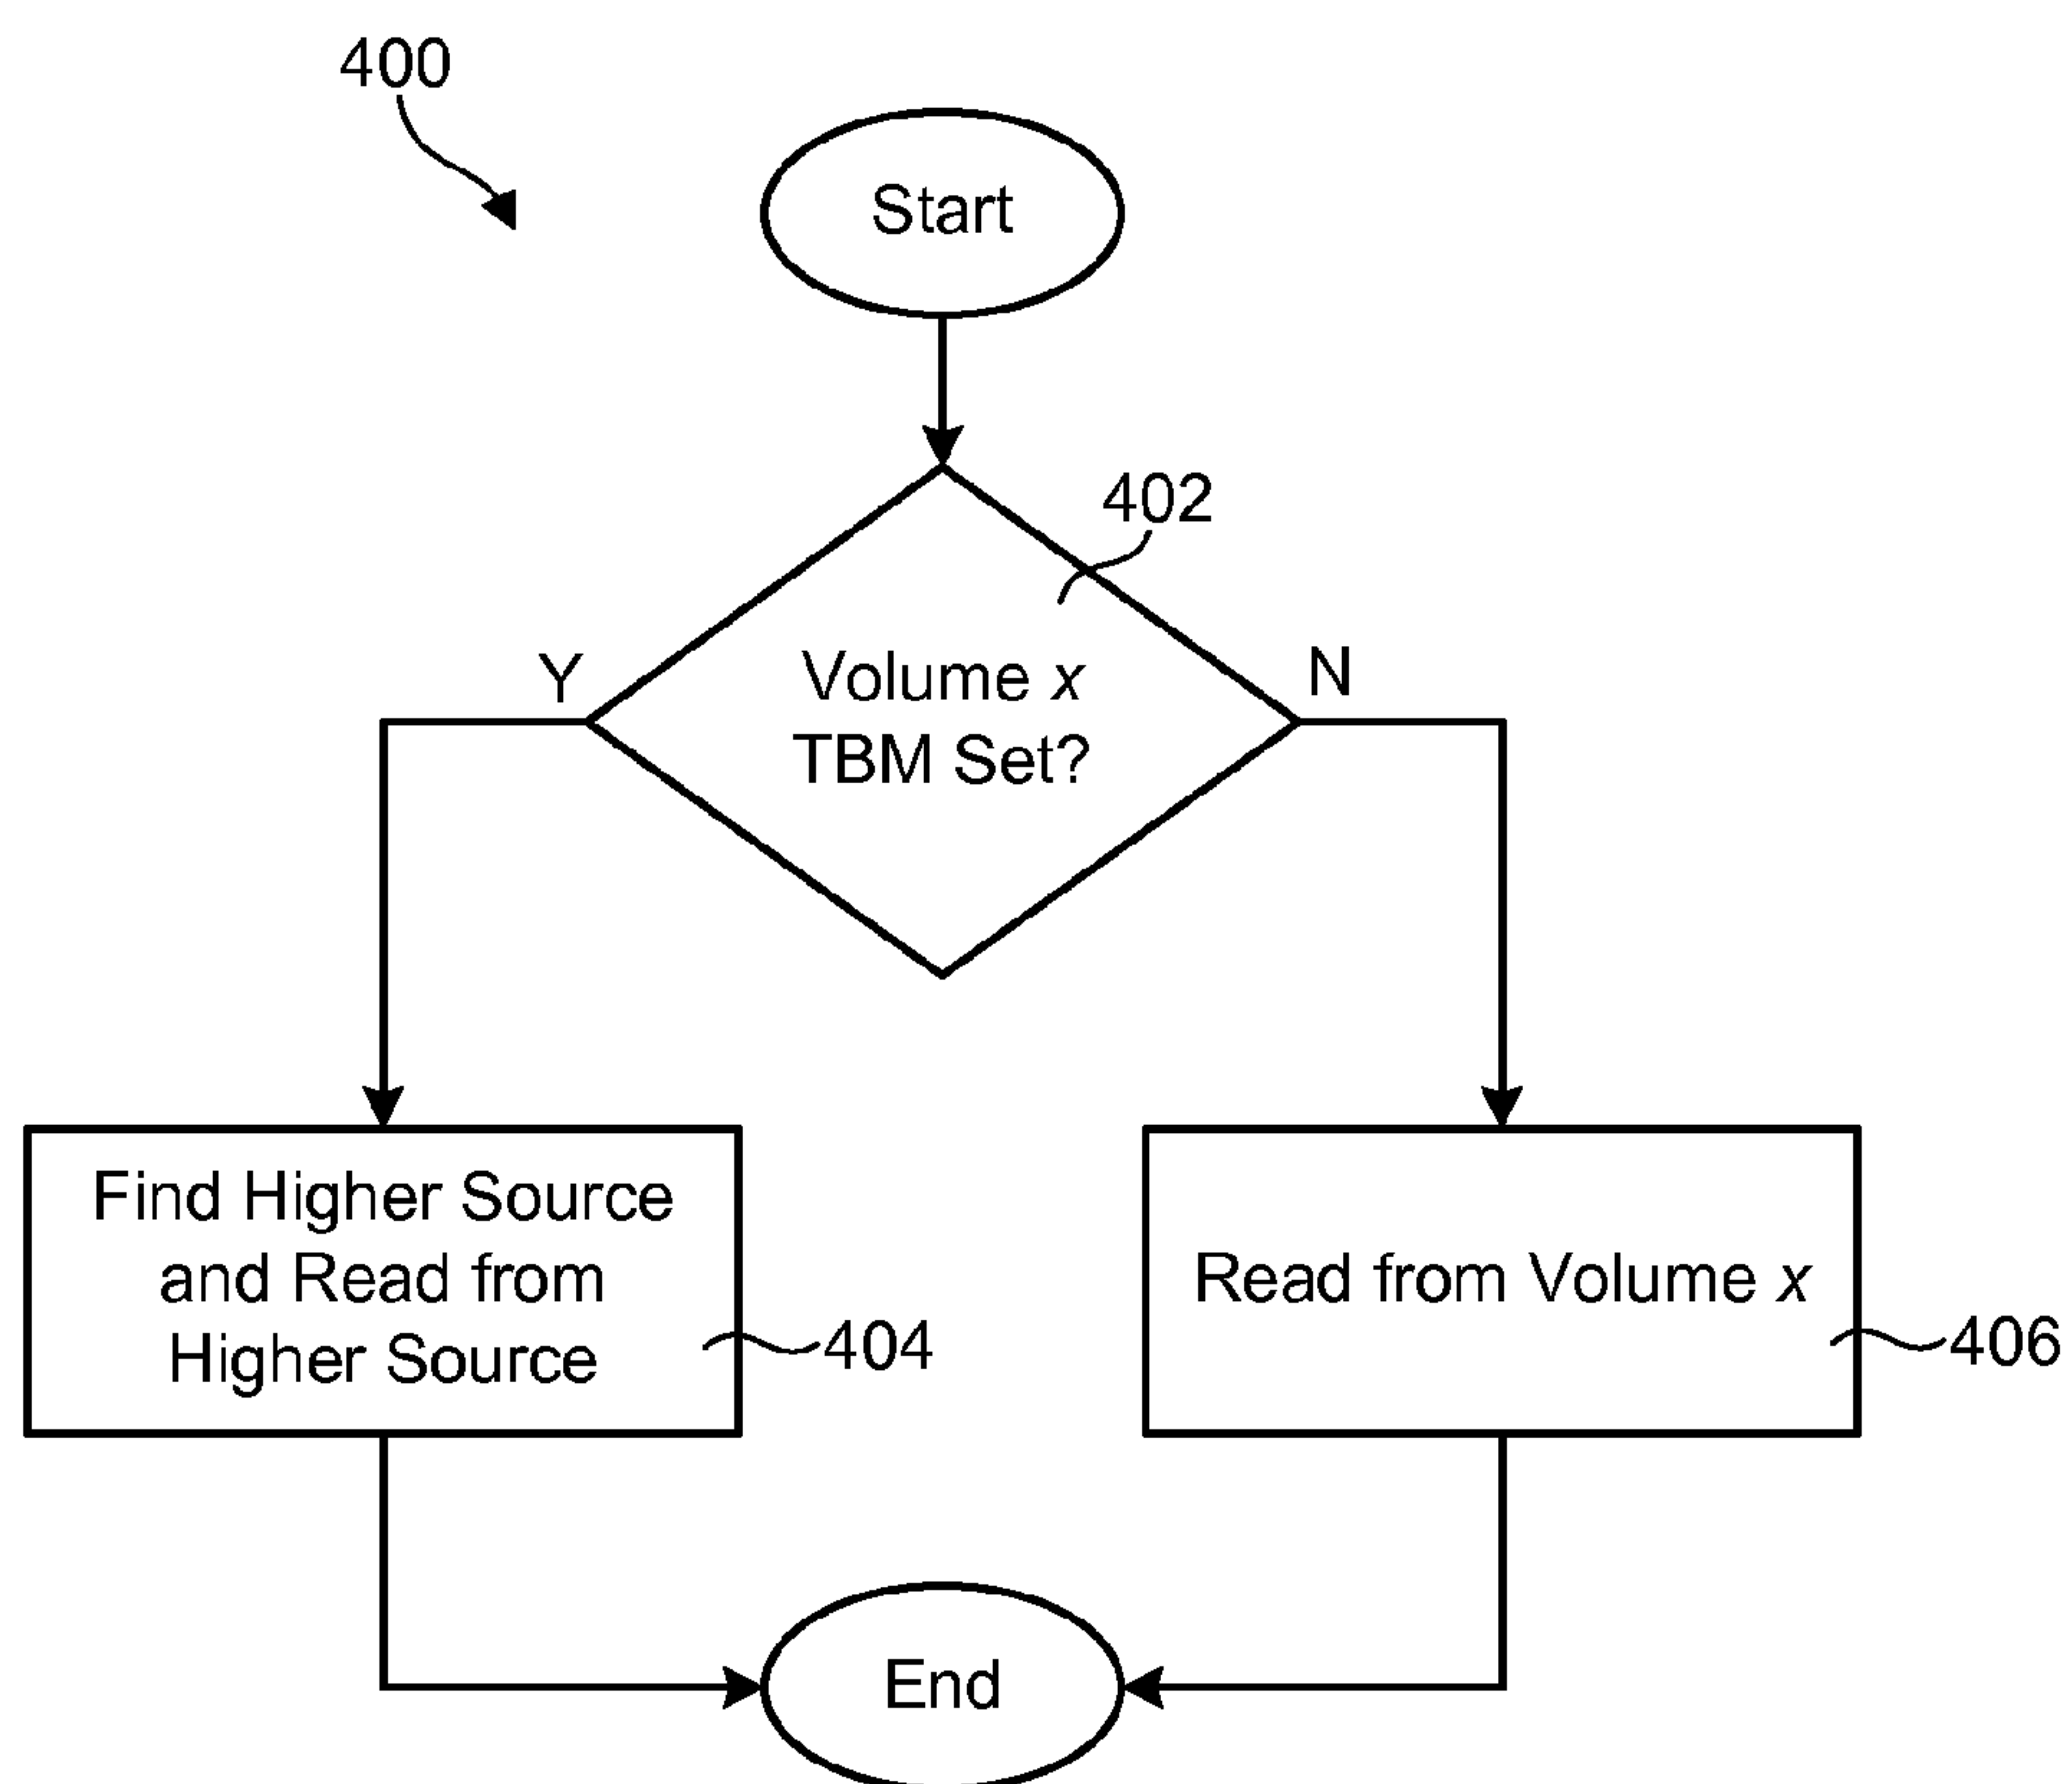 400
Start
402
Y
N
Volume x
TBM Set?
Find Higher Source
and Read from
Higher Source
404
Read from Volume x
406
End